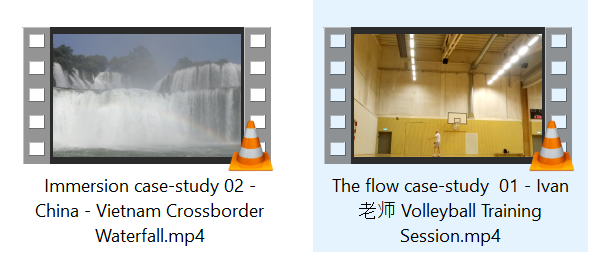 Immersion case-study 02 -
China - Vietnam Crossborder
Waterfall.mp4
The flow case-study  01 - Ivan
老师 Volleyball Training
Session.mp4